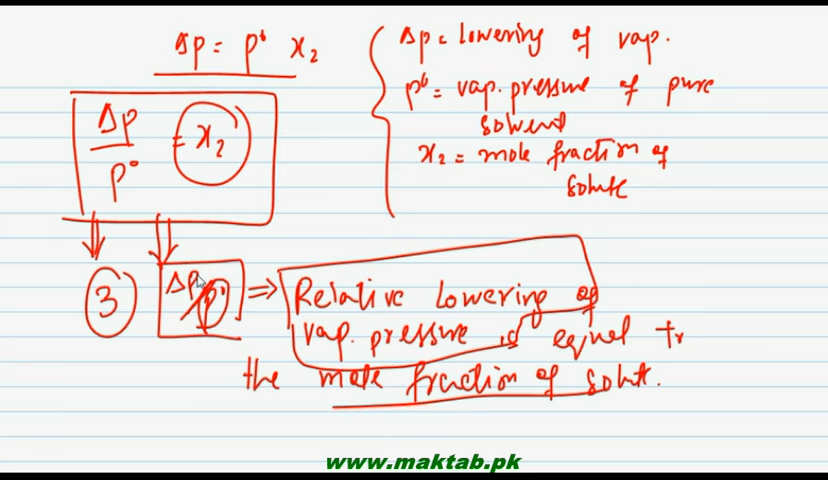 Δp = p° x₂
Δp = lowering of vap.
p° = vap. pressure of pure
solvent
x₂ = mole fraction of
solute
Δp/p° = x₂
3 Δp/p° ⇒ Relative Lowering of
vap. pressure is equal to
the mole fraction of solute.
www.maktab.pk